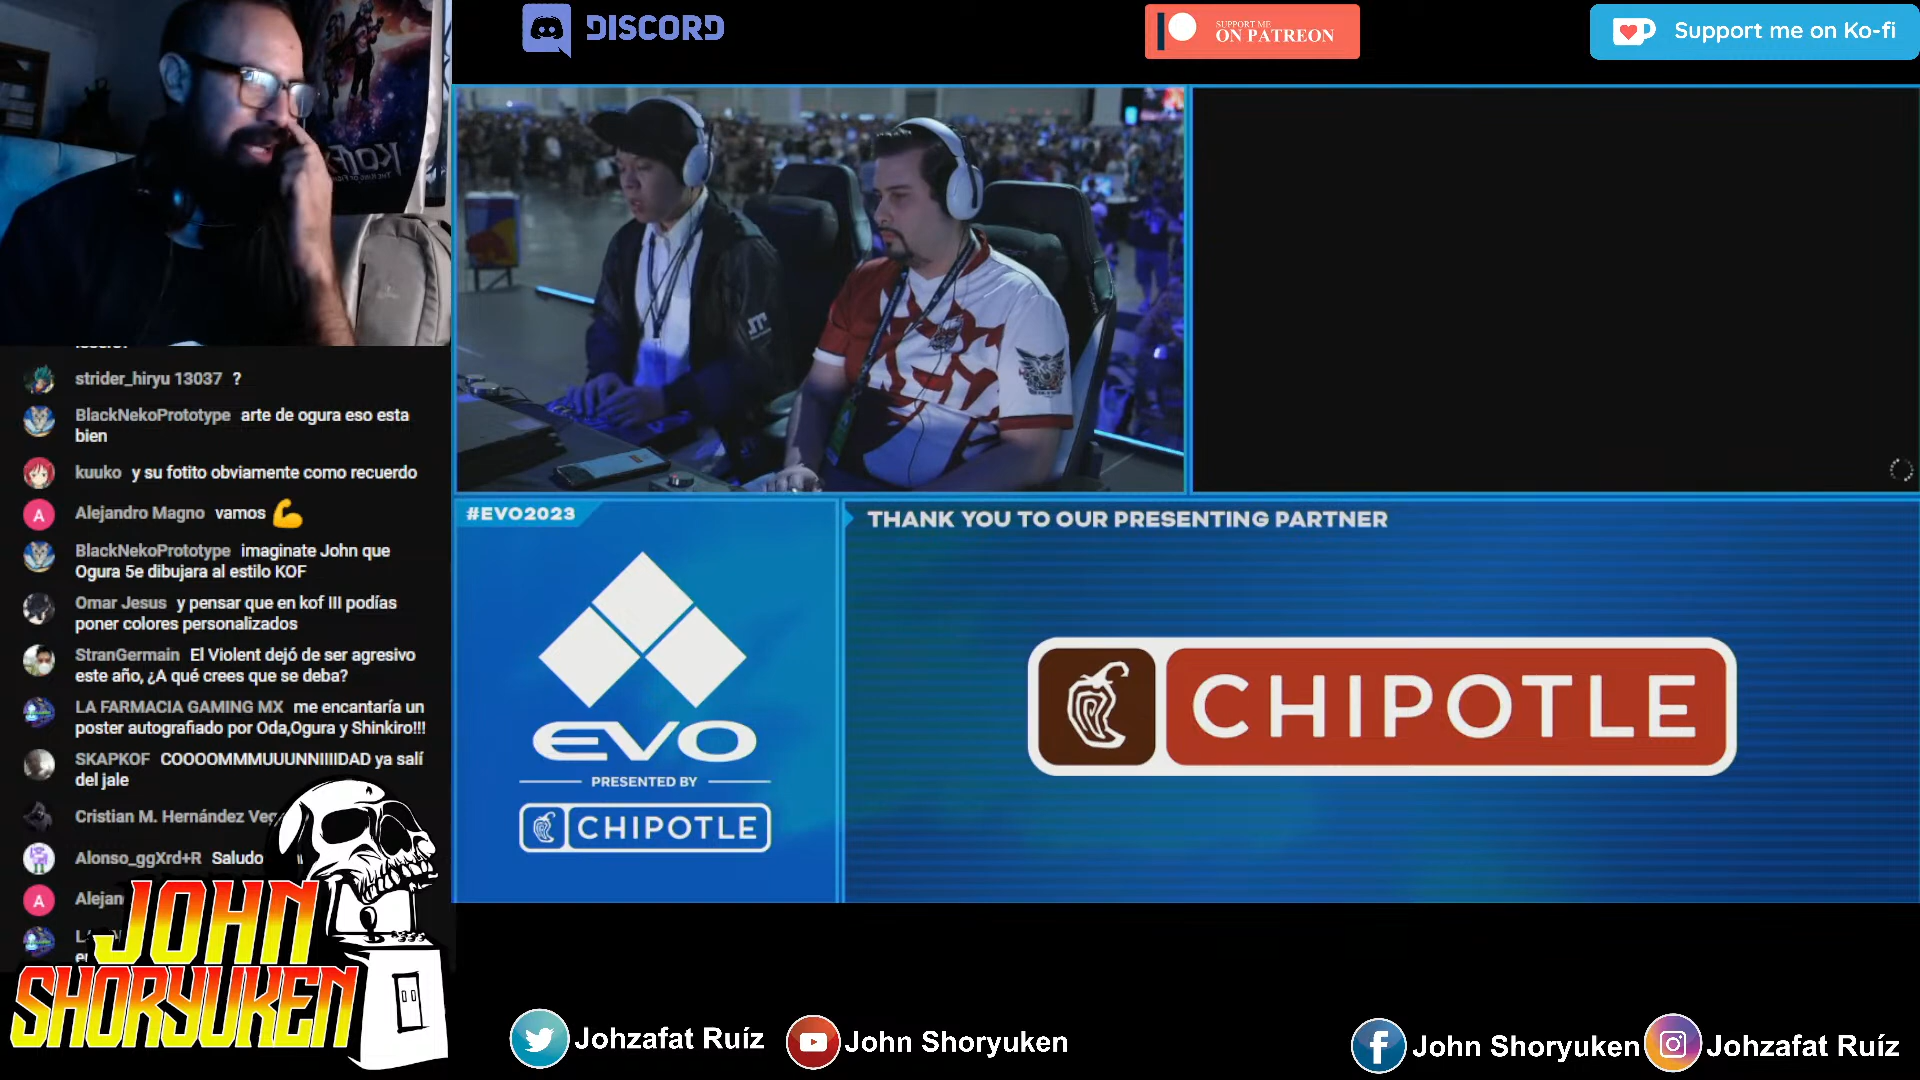 DISCORD
SUPPORT ME
ON PATREON
Support me on Ko-fi
strider_hiryu 13037 ?
BlackNekoPrototype arte de ogura eso esta
bien
kuuko y su fotito obviamente como recuerdo
A
Alejandro Magno vamos
BlackNekoPrototype imaginate John que
Ogura 5e dibujara al estilo KOF
Omar Jesus y pensar que en kof III podías
poner colores personalizados
StranGermain El Violent dejó de ser agresivo
este año, ¿A qué crees que se deba?
LA FARMACIA GAMING MX me encantaría un
poster autografiado por Oda,Ogura y Shinkiro!!!
SKAPKOF COOOOMMMUUUNNIIIIDAD ya salí
del jale
Cristian M. Hernández
Alonso_ggXrd+R Saludo
A
Alejan
JOHN
SHORYUKEN
#EVO2023
EVO
PRESENTED BY
CHIPOTLE
THANK YOU TO OUR PRESENTING PARTNER
CHIPOTLE
Johzafat Ruíz
John Shoryuken
John Shoryuken
Johzafat Ruíz